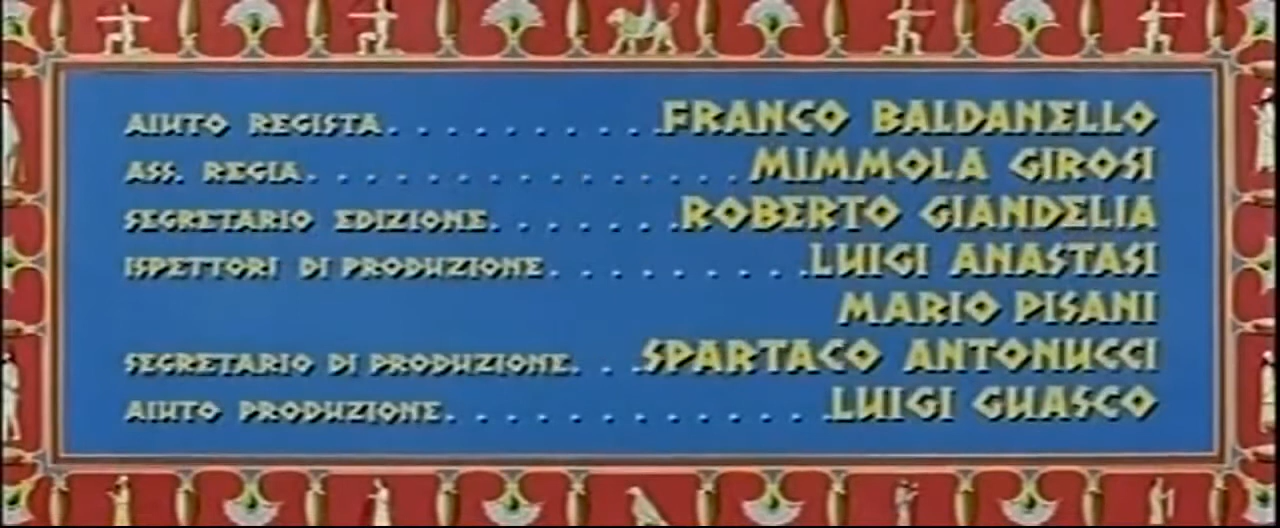 AIUTO REGISTA..........FRANCO BALDANELLO
ASS. REGIA................MIMMOLA GIROSI
SEGRETARIO EDIZIONE.......ROBERTO GIANDELIA
ISPETTORI DI PRODUZIONE..........LUIGI ANASTASI
MARIO PISANI
SEGRETARIO DI PRODUZIONE...SPARTACO ANTONUCCI
AIUTO PRODUZIONE..............LUIGI GUASCO